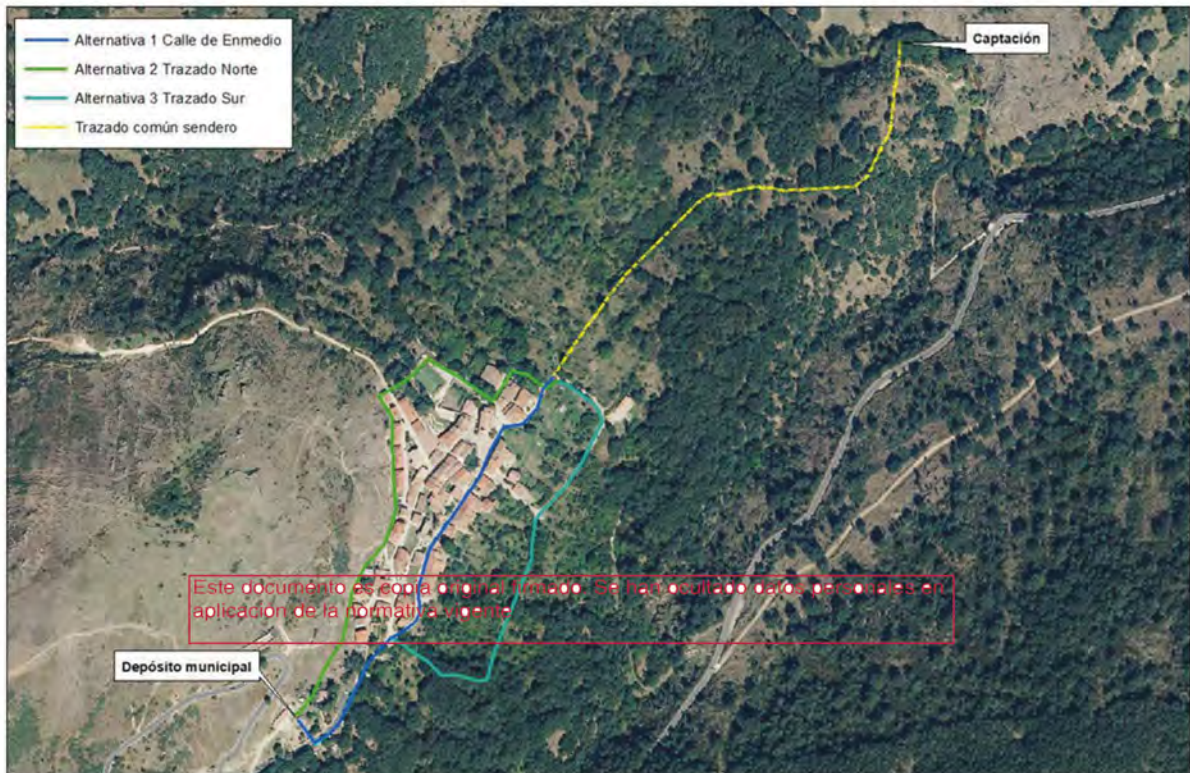 Alternativa 1 Calle de Enmedio
Alternativa 2 Trazado Norte
Alternativa 3 Trazado Sur
Trazado común sendero
Captación
Este documento es copia original firmado. Se han ocultado datos personales en
aplicación de la normativa vigente
Depósito municipal